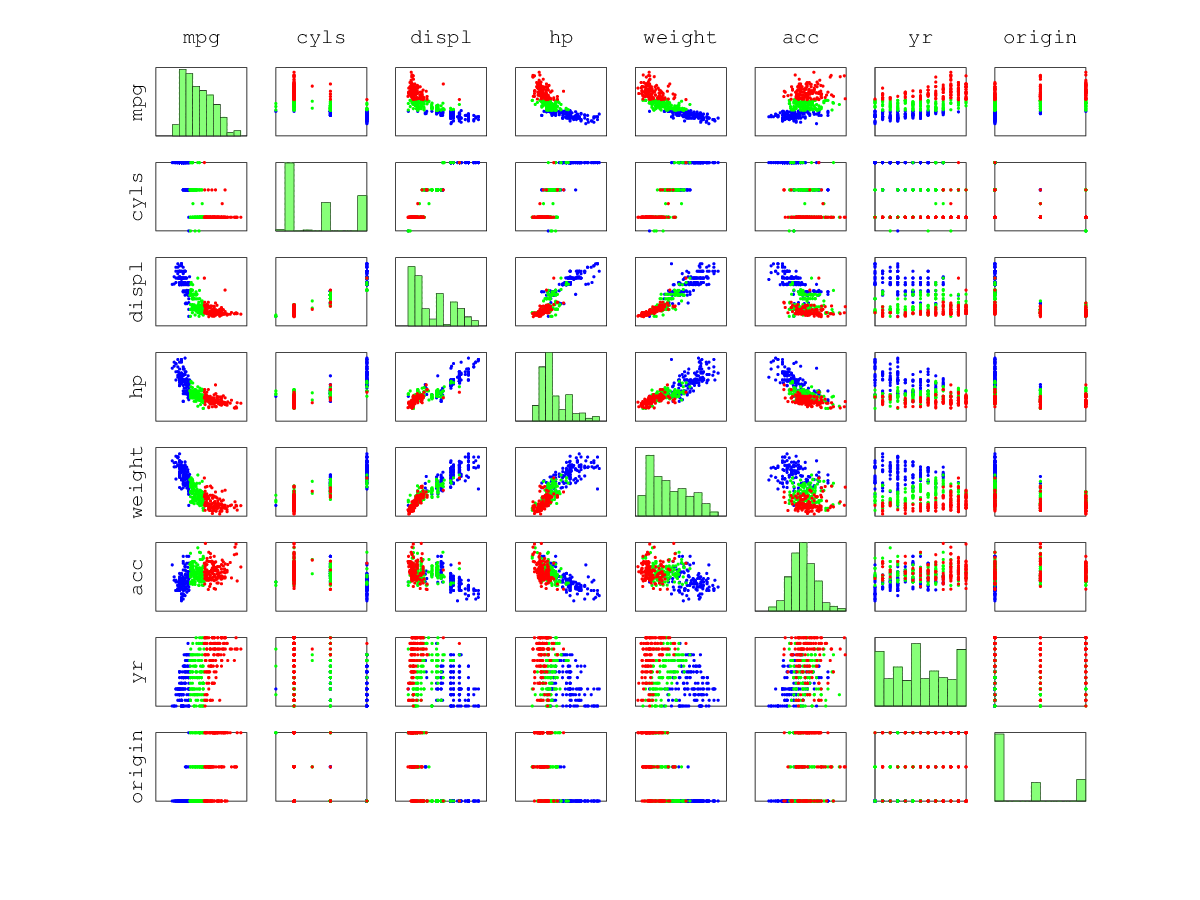 mpg cyls displ hp weight acc yr origin
mpg
cyls
displ
hp
weight
acc
yr
origin